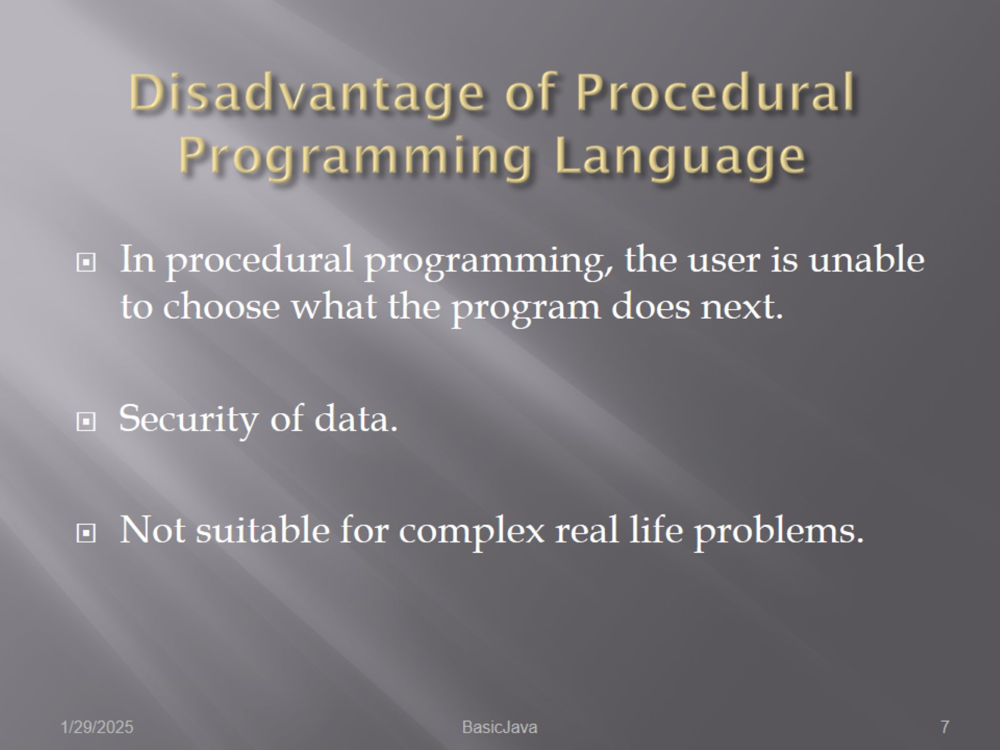 Disadvantage of Procedural
Programming Language
In procedural programming, the user is unable
to choose what the program does next.
Security of data.
Not suitable for complex real life problems.
1/29/2025
BasicJava
7